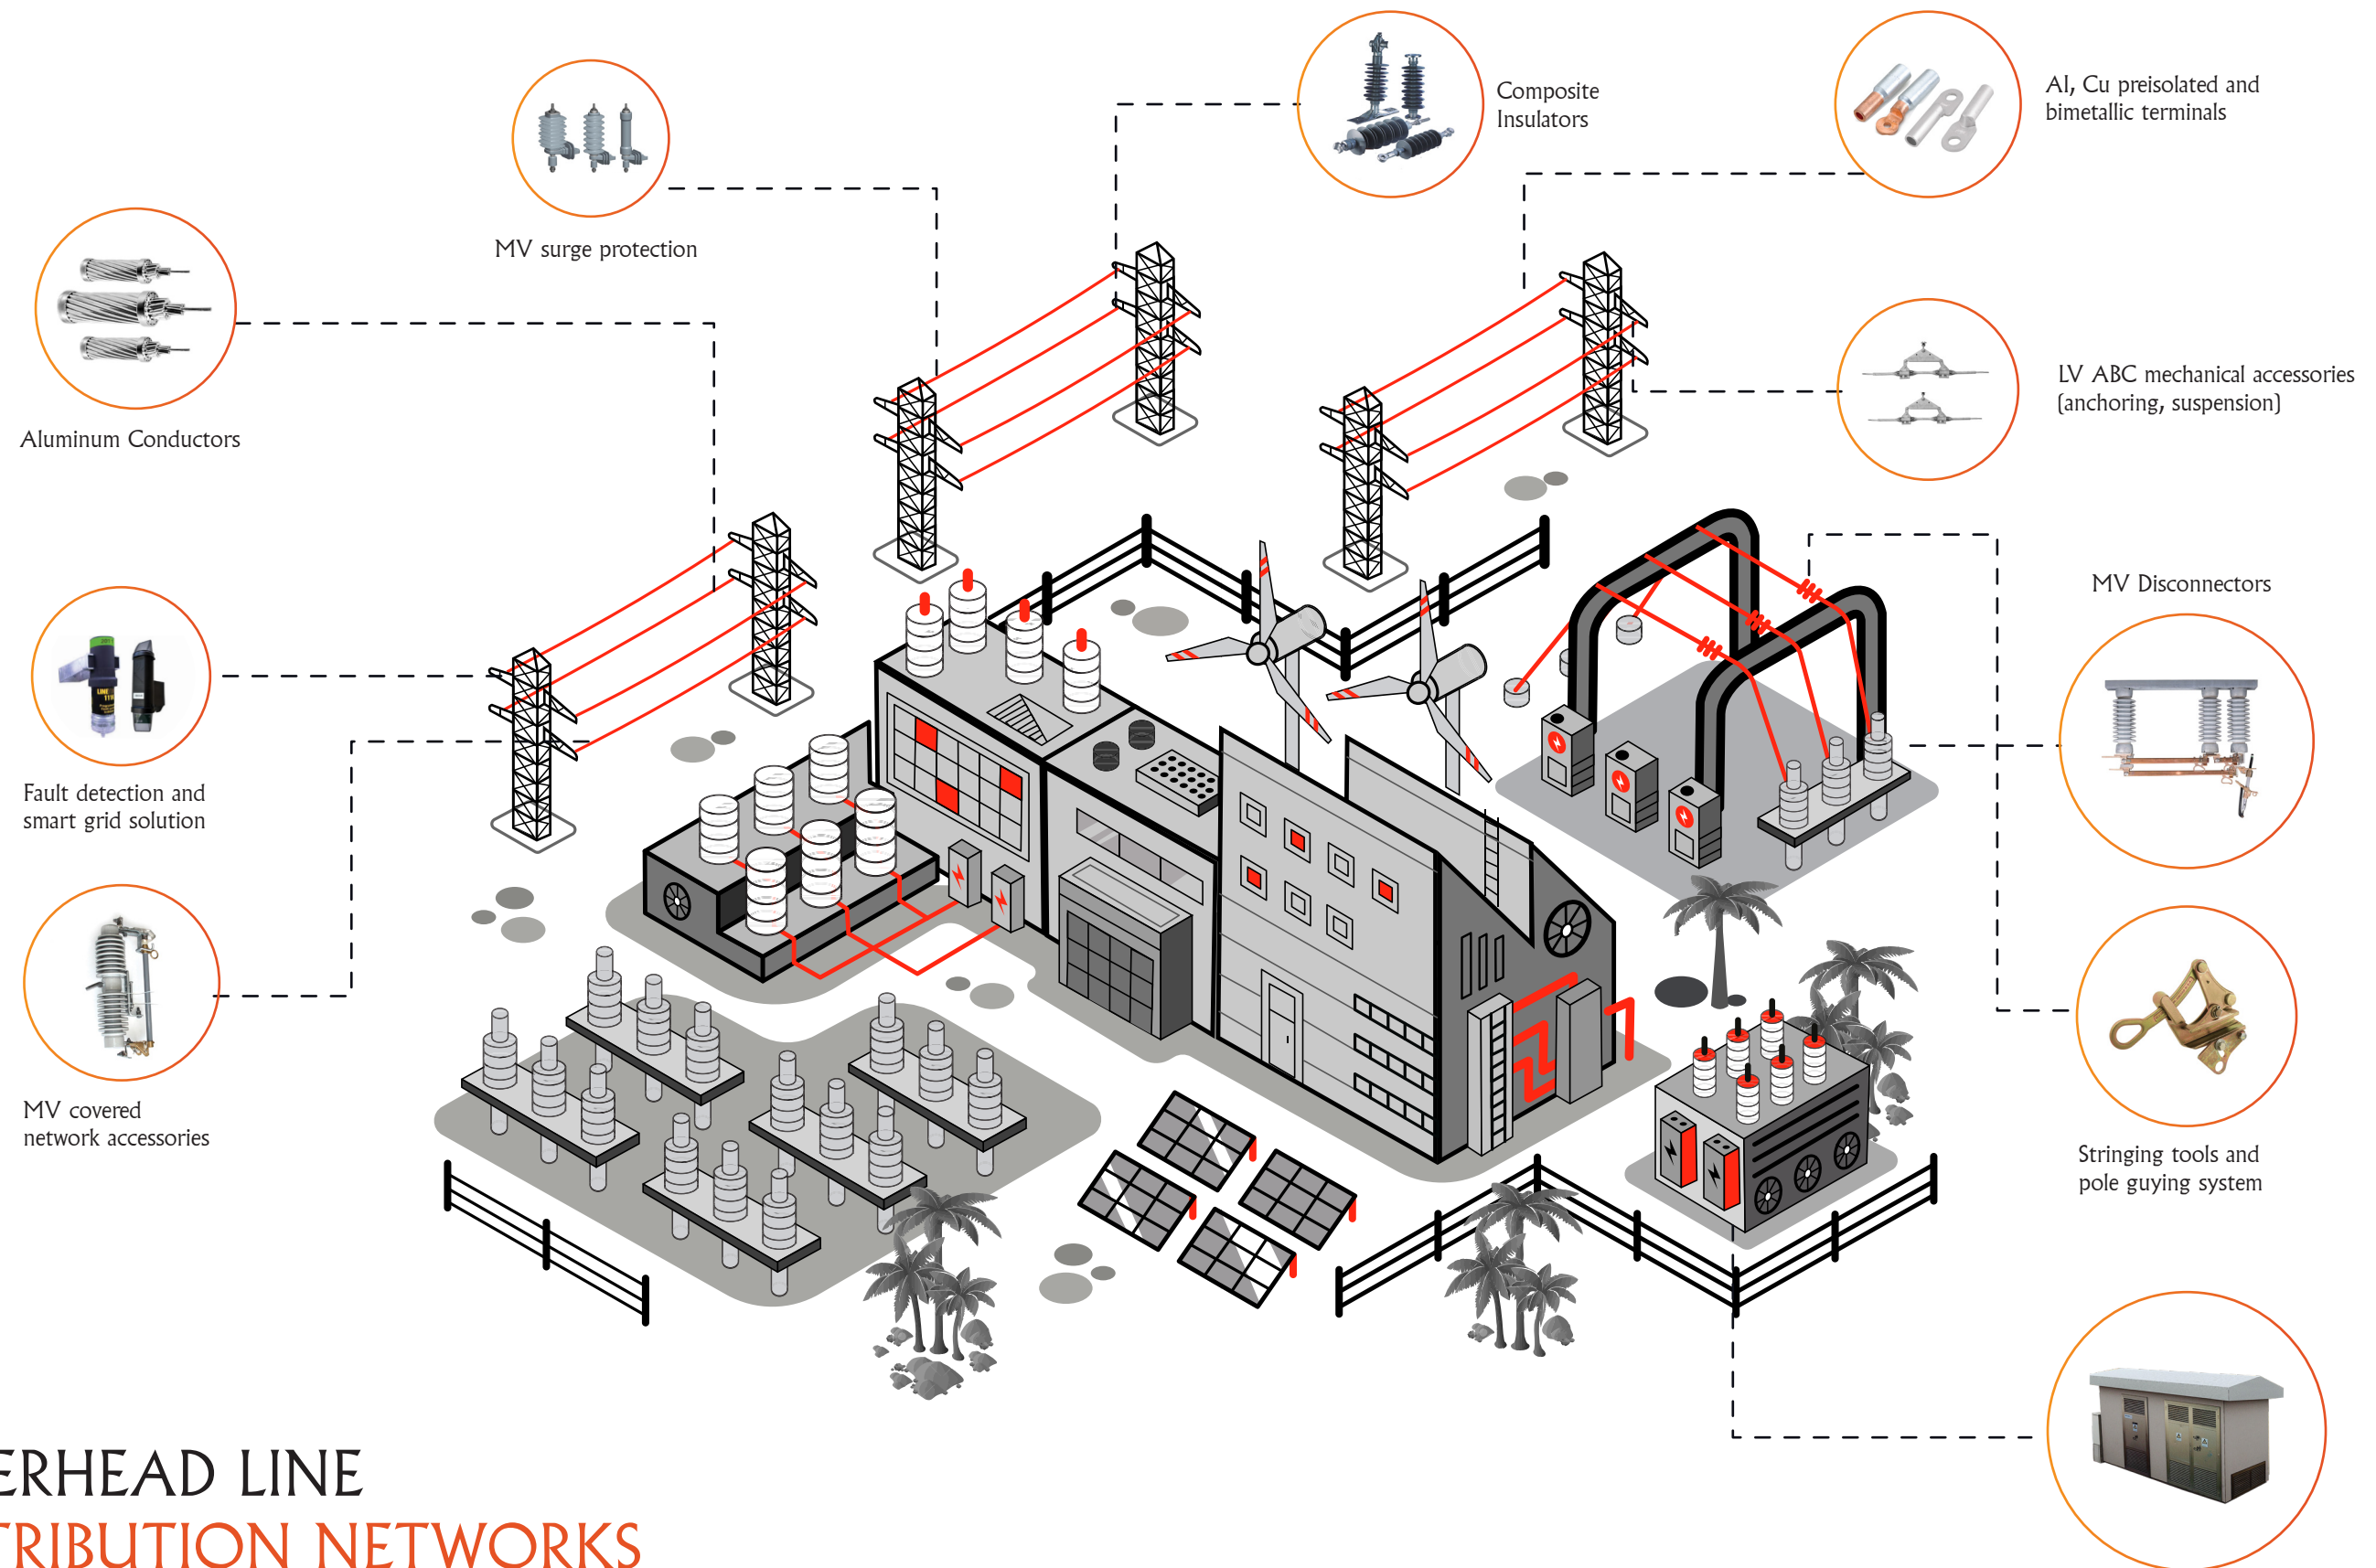 Composite
Insulators
Al, Cu preisolated and
bimetallic terminals
MV surge protection
Aluminum Conductors
LV ABC mechanical accessories
(anchoring, suspension)
MV Disconnectors
Fault detection and
smart grid solution
MV covered
network accessories
Stringing tools and
pole guying system
ERHEAD LINE
TRIBUTION NETWORKS